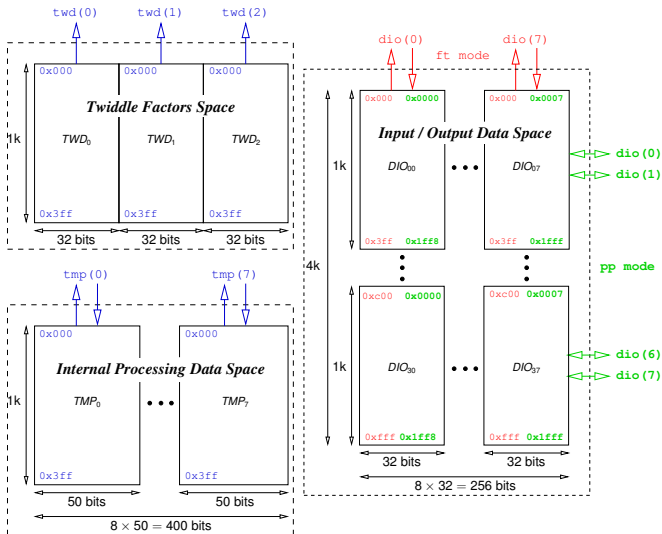 twd(0) twd(1) twd(2)
0x000 0x000 0x000
Twiddle Factors Space
1k
TWD0 TWD1 TWD2
0x3ff 0x3ff 0x3ff
32 bits 32 bits 32 bits
tmp(0) tmp(7)
0x000 0x000
Internal Processing Data Space
1k
TMP0 TMP7
0x3ff 0x3ff
50 bits 50 bits
8 × 50 = 400 bits
dio(0) dio(7)
ft mode
0x000 0x0000 0x000 0x0007
Input / Output Data Space
dio(0)
1k
DIO00 DIO07
dio(1)
0x3ff 0x1ff8 0x3ff 0x1fff
4k
pp mode
0xc00 0x0000 0xc00 0x0007
dio(6)
1k
DIO30 DIO37
dio(7)
0xfff 0x1ff8 0xfff 0x1fff
32 bits 32 bits
8 × 32 = 256 bits